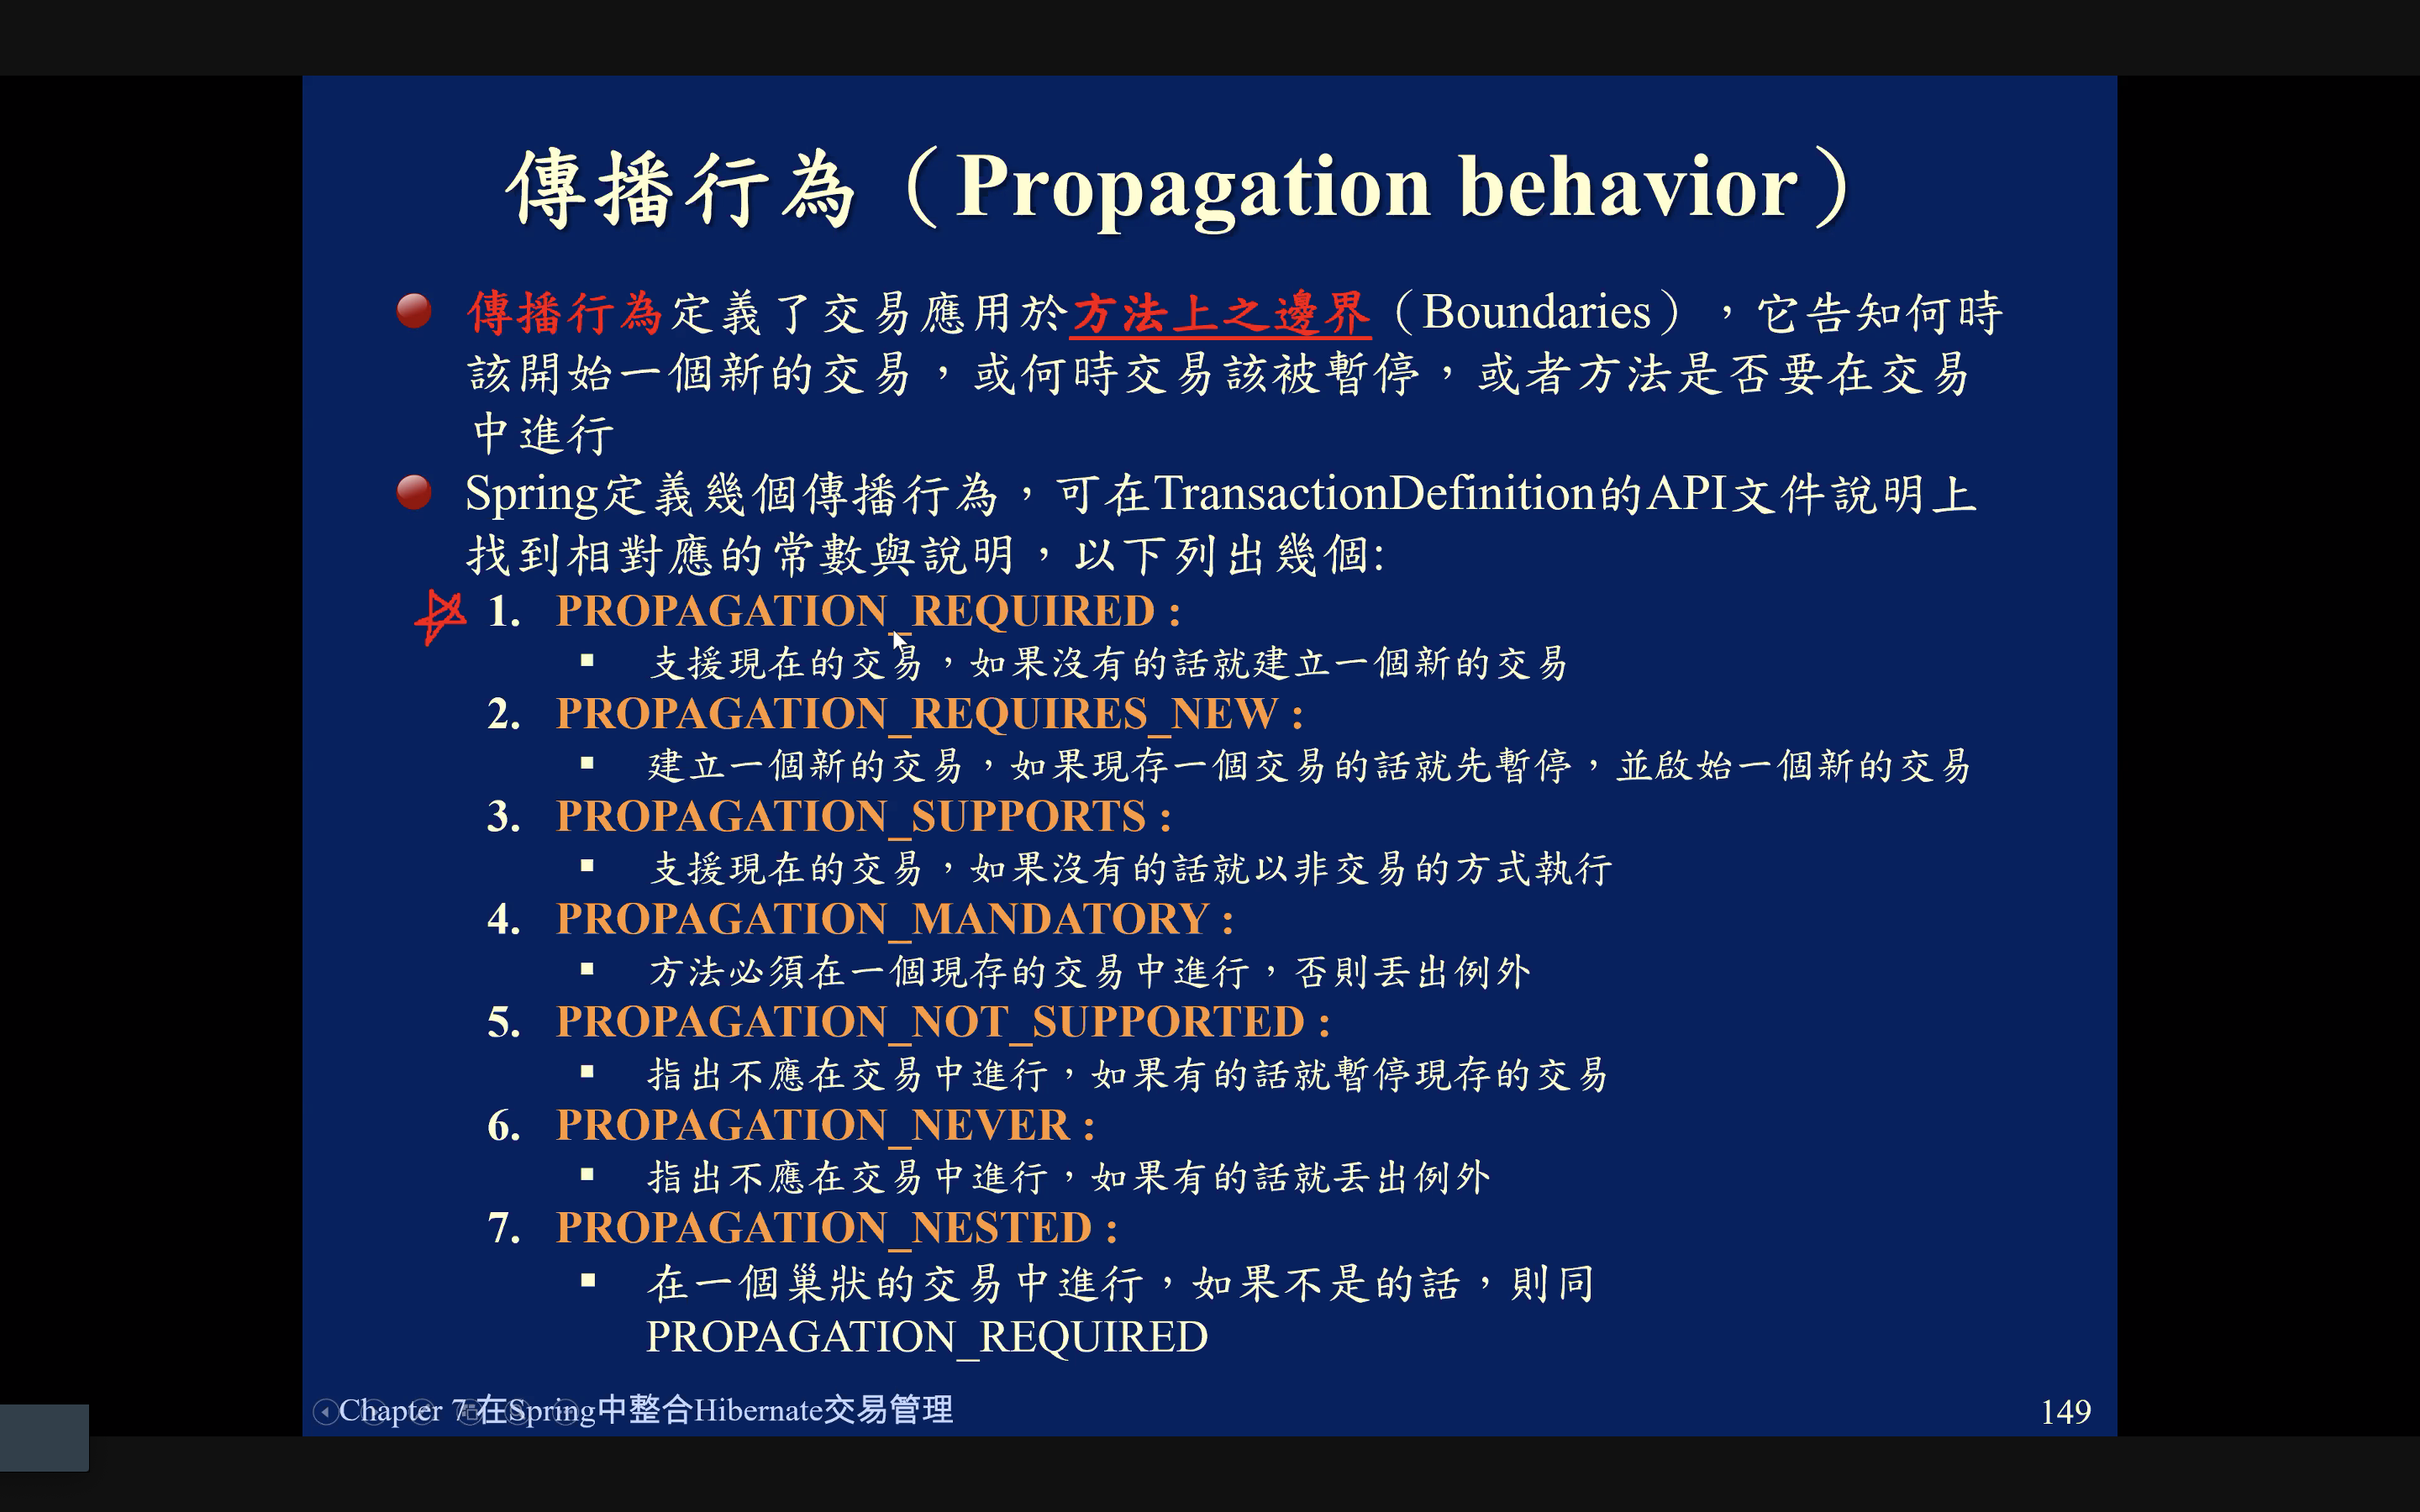 傳播行為（Propagation behavior）
傳播行為定義了交易應用於方法上之邊界（Boundaries），它告知何時
該開始一個新的交易，或何時交易該被暫停，或者方法是否要在交易
中進行
Spring定義幾個傳播行為，可在TransactionDefinition的API文件說明上
找到相對應的常數與說明，以下列出幾個:
1. PROPAGATION_REQUIRED :
支援現在的交易，如果沒有的話就建立一個新的交易
2. PROPAGATION_REQUIRES_NEW :
建立一個新的交易，如果現存一個交易的話就先暫停，並啟始一個新的交易
3. PROPAGATION_SUPPORTS :
支援現在的交易，如果沒有的話就以非交易的方式執行
4. PROPAGATION_MANDATORY :
方法必須在一個現存的交易中進行，否則丟出例外
5. PROPAGATION_NOT_SUPPORTED :
指出不應在交易中進行，如果有的話就暫停現存的交易
6. PROPAGATION_NEVER :
指出不應在交易中進行，如果有的話就丟出例外
7. PROPAGATION_NESTED :
在一個巢狀的交易中進行，如果不是的話，則同
PROPAGATION_REQUIRED
Chapter 7 在Spring中整合Hibernate交易管理
149